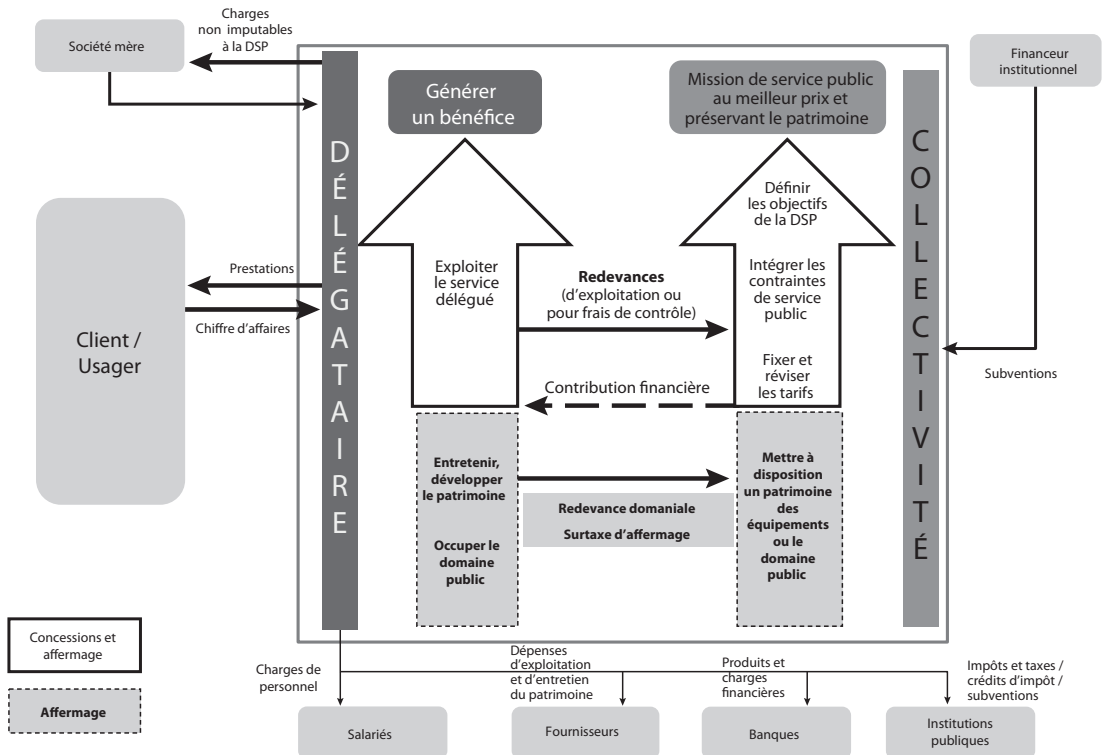 Charges
non imputables
à la DSP
Société mère
Financeur
institutionnel
Générer
un bénéfice
Mission de service public
au meilleur prix et
préservant le patrimoine
DÉLÉGATAIRE
COLLECTIVITÉ
Définir
les objectifs
de la DSP
Exploiter
le service
délégué
Redevances
(d'exploitation ou
pour frais de contrôle)
Intégrer les
contraintes
de service
public
Prestations
Chiffre d'affaires
Client /
Usager
Fixer et
réviser
les tarifs
Subventions
Contribution financière
Entretenir,
développer
le patrimoine
Occuper le
domaine
public
Redevance domaniale
Surtaxe d'affermage
Mettre à
disposition
un patrimoine
des
équipements
ou le
domaine
public
Concessions et
affermage
Affermage
Charges de
personnel
Dépenses
d'exploitation
et d'entretien
du patrimoine
Produits et
charges
financières
Impôts et taxes /
crédits d'impôt /
subventions
Salariés
Fournisseurs
Banques
Institutions
publiques